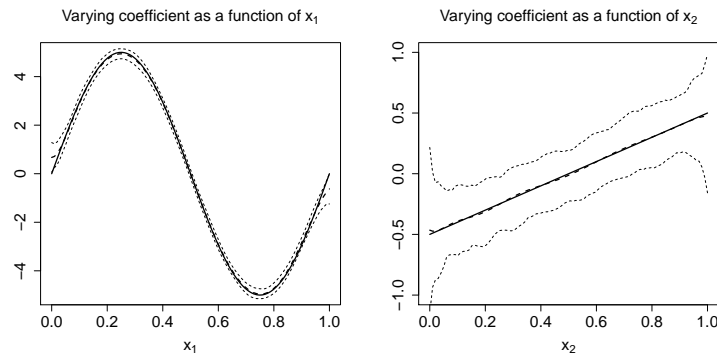 Varying coefficient as a function of x1
4
2
0
-2
-4
0.0 0.2 0.4 0.6 0.8 1.0
x1
Varying coefficient as a function of x2
1.0
0.5
0.0
-0.5
-1.0
0.0 0.2 0.4 0.6 0.8 1.0
x2